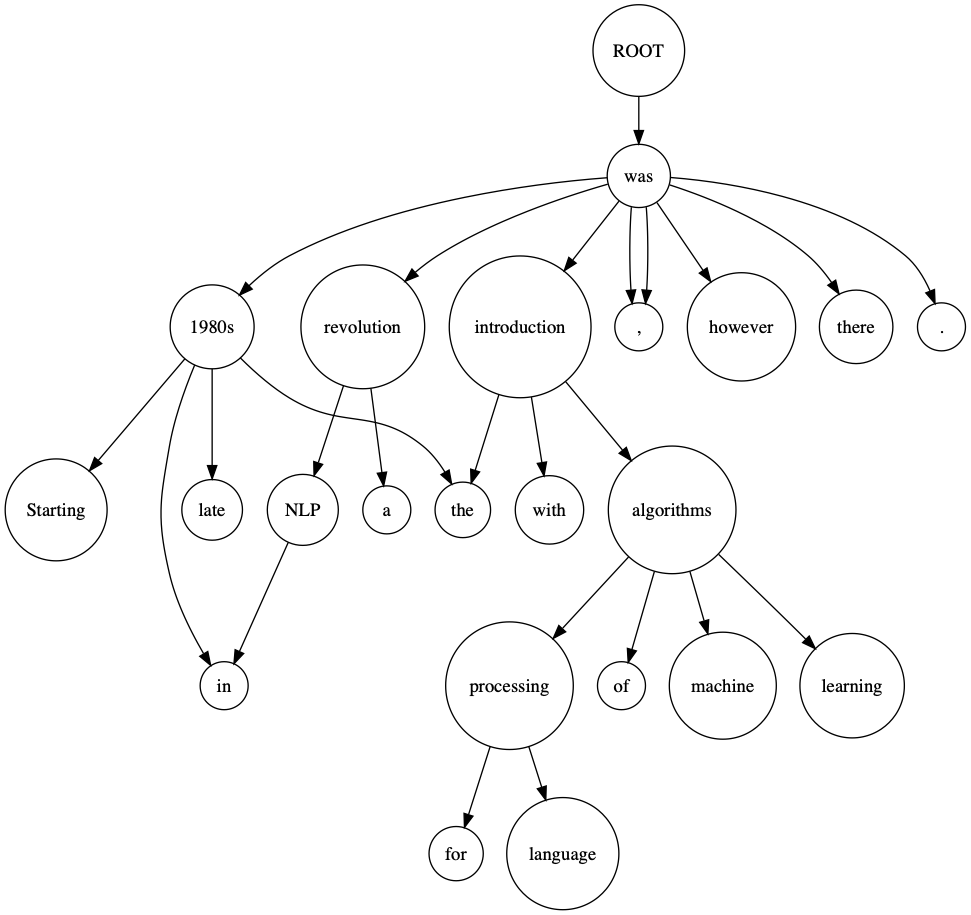 ROOT
was
1980s
revolution
introduction
,
however
there
.
Starting
late
NLP
a
the
with
algorithms
in
processing
of
machine
learning
for
language